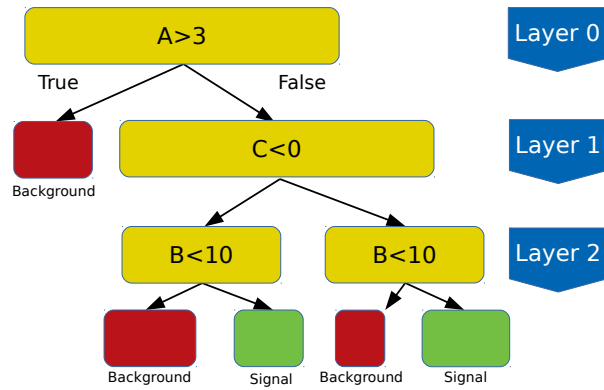 A>3
Layer 0
True
False
C<0
Layer 1
Background
B<10
B<10
Layer 2
Background
Signal
Background
Signal